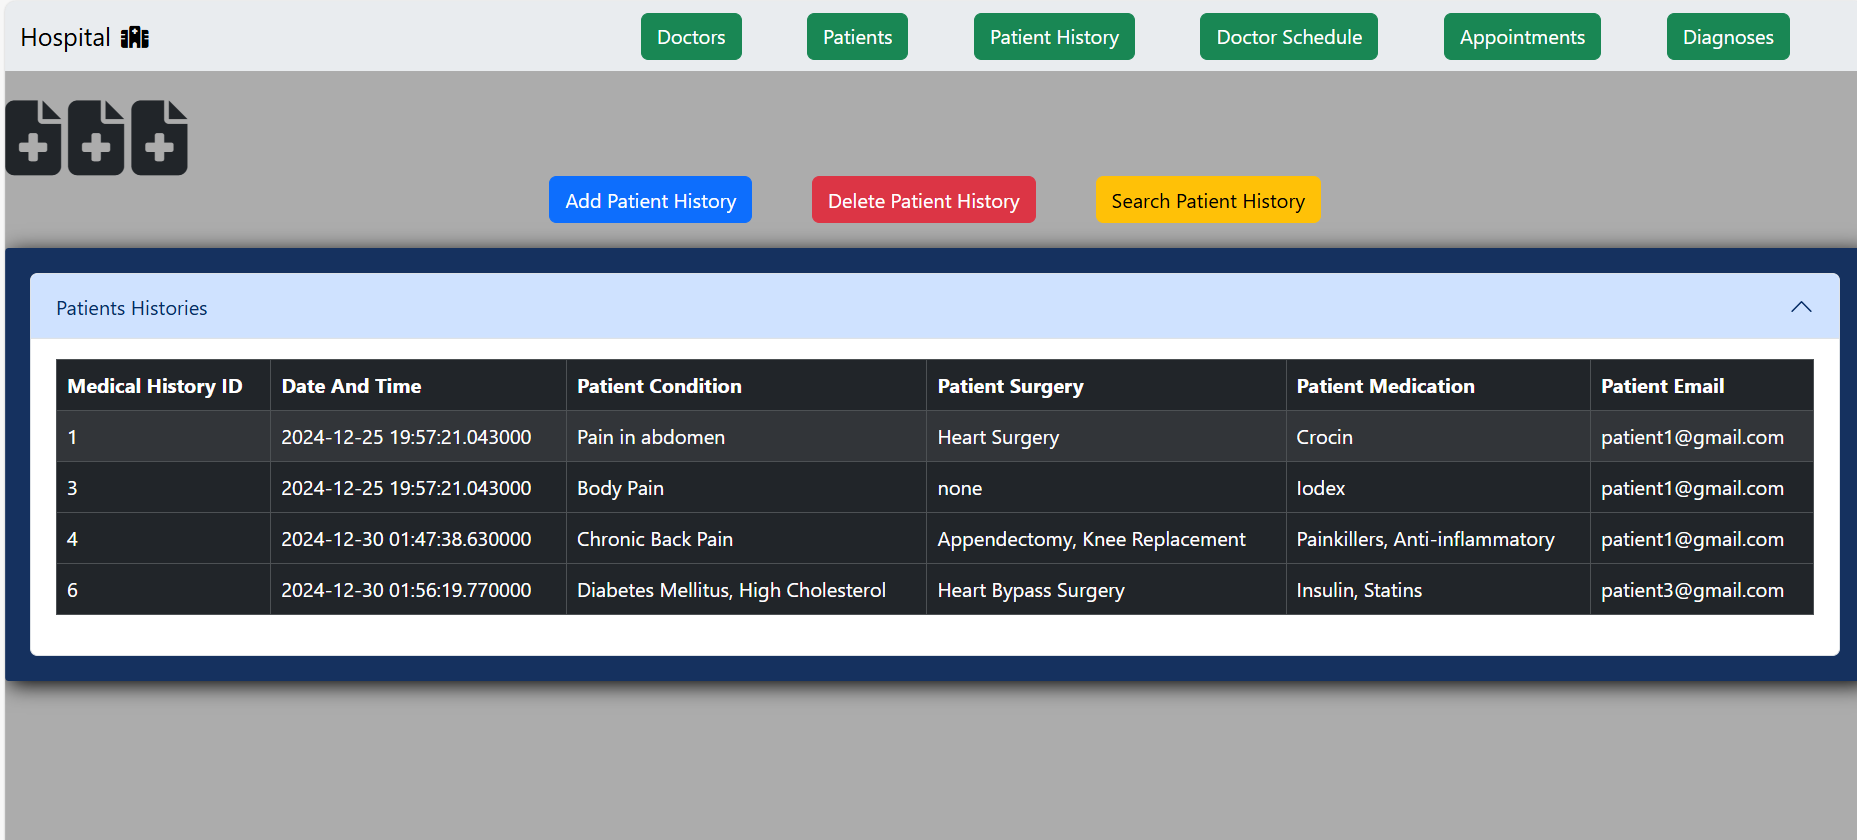 Hospital Doctors Patients Patient History Doctor Schedule Appointments Diagnoses
Add Patient History Delete Patient History Search Patient History
Patients Histories
Medical History ID Date And Time Patient Condition Patient Surgery Patient Medication Patient Email
1 2024-12-25 19:57:21.043000 Pain in abdomen Heart Surgery Crocin patient1@gmail.com
3 2024-12-25 19:57:21.043000 Body Pain none Iodex patient1@gmail.com
4 2024-12-30 01:47:38.630000 Chronic Back Pain Appendectomy, Knee Replacement Painkillers, Anti-inflammatory patient1@gmail.com
6 2024-12-30 01:56:19.770000 Diabetes Mellitus, High Cholesterol Heart Bypass Surgery Insulin, Statins patient3@gmail.com